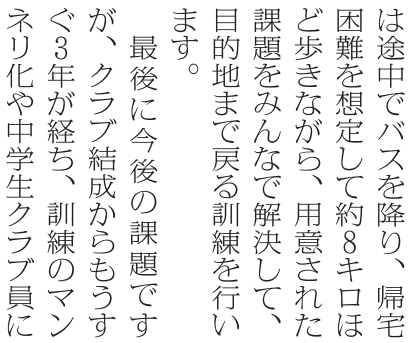 は途中でバスを降り、帰宅
困難を想定して約８キロほ
ど歩きながら、用意された
課題をみんなで解決して、
目的地まで戻る訓練を行い
ます。
　最後に今後の課題です
が、クラブ結成からもうす
ぐ３年が経ち、訓練のマン
ネリ化や中学生クラブ員に